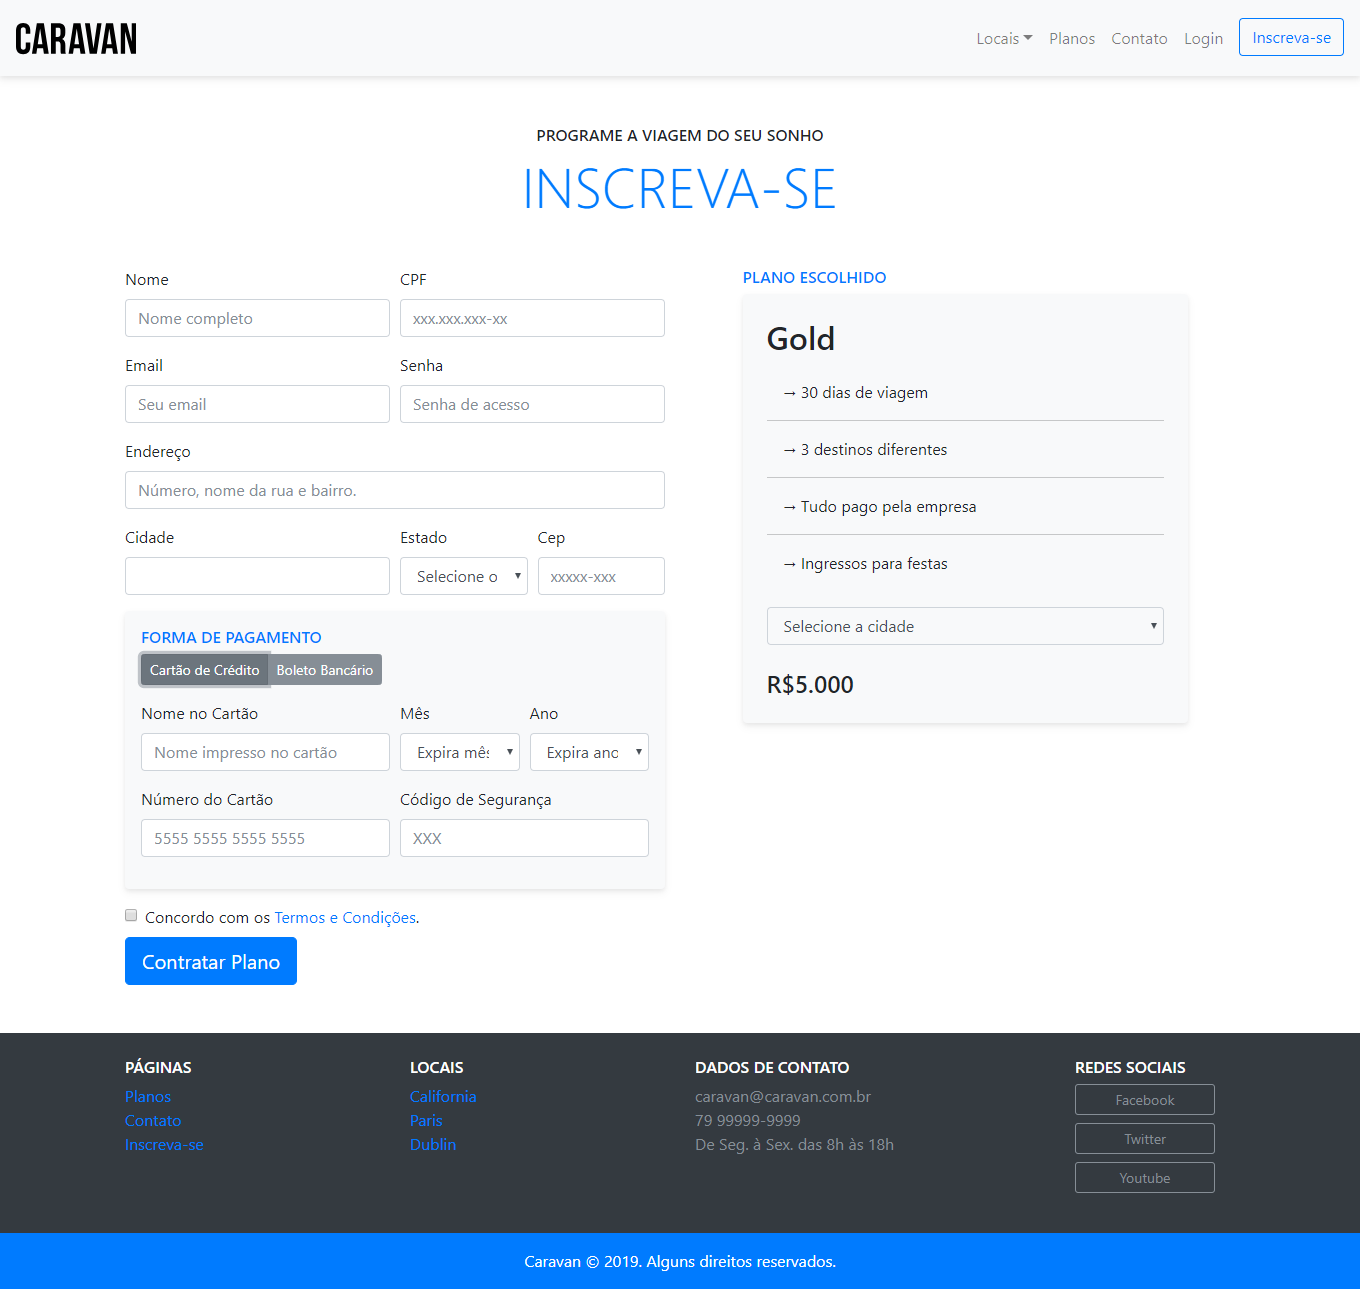 CARAVAN
Locais Planos Contato Login Inscreva-se
PROGRAME A VIAGEM DO SEU SONHO
INSCREVA-SE
Nome CPF
Nome completo xxx.xxx.xxx-xx
Email Senha
Seu email Senha de acesso
Endereço
Número, nome da rua e bairro.
Cidade Estado Cep
Selecione o xxxxx-xxx
FORMA DE PAGAMENTO
Cartão de Crédito Boleto Bancário
Nome no Cartão Mês Ano
Nome impresso no cartão Expira mês Expira ano
Número do Cartão Código de Segurança
5555 5555 5555 5555 XXX
Concordo com os Termos e Condições.
Contratar Plano
PLANO ESCOLHIDO
Gold
→ 30 dias de viagem
→ 3 destinos diferentes
→ Tudo pago pela empresa
→ Ingressos para festas
Selecione a cidade
R$5.000
PÁGINAS
Planos
Contato
Inscreva-se
LOCAIS
California
Paris
Dublin
DADOS DE CONTATO
caravan@caravan.com.br
79 99999-9999
De Seg. à Sex. das 8h às 18h
REDES SOCIAIS
Facebook
Twitter
Youtube
Caravan © 2019. Alguns direitos reservados.